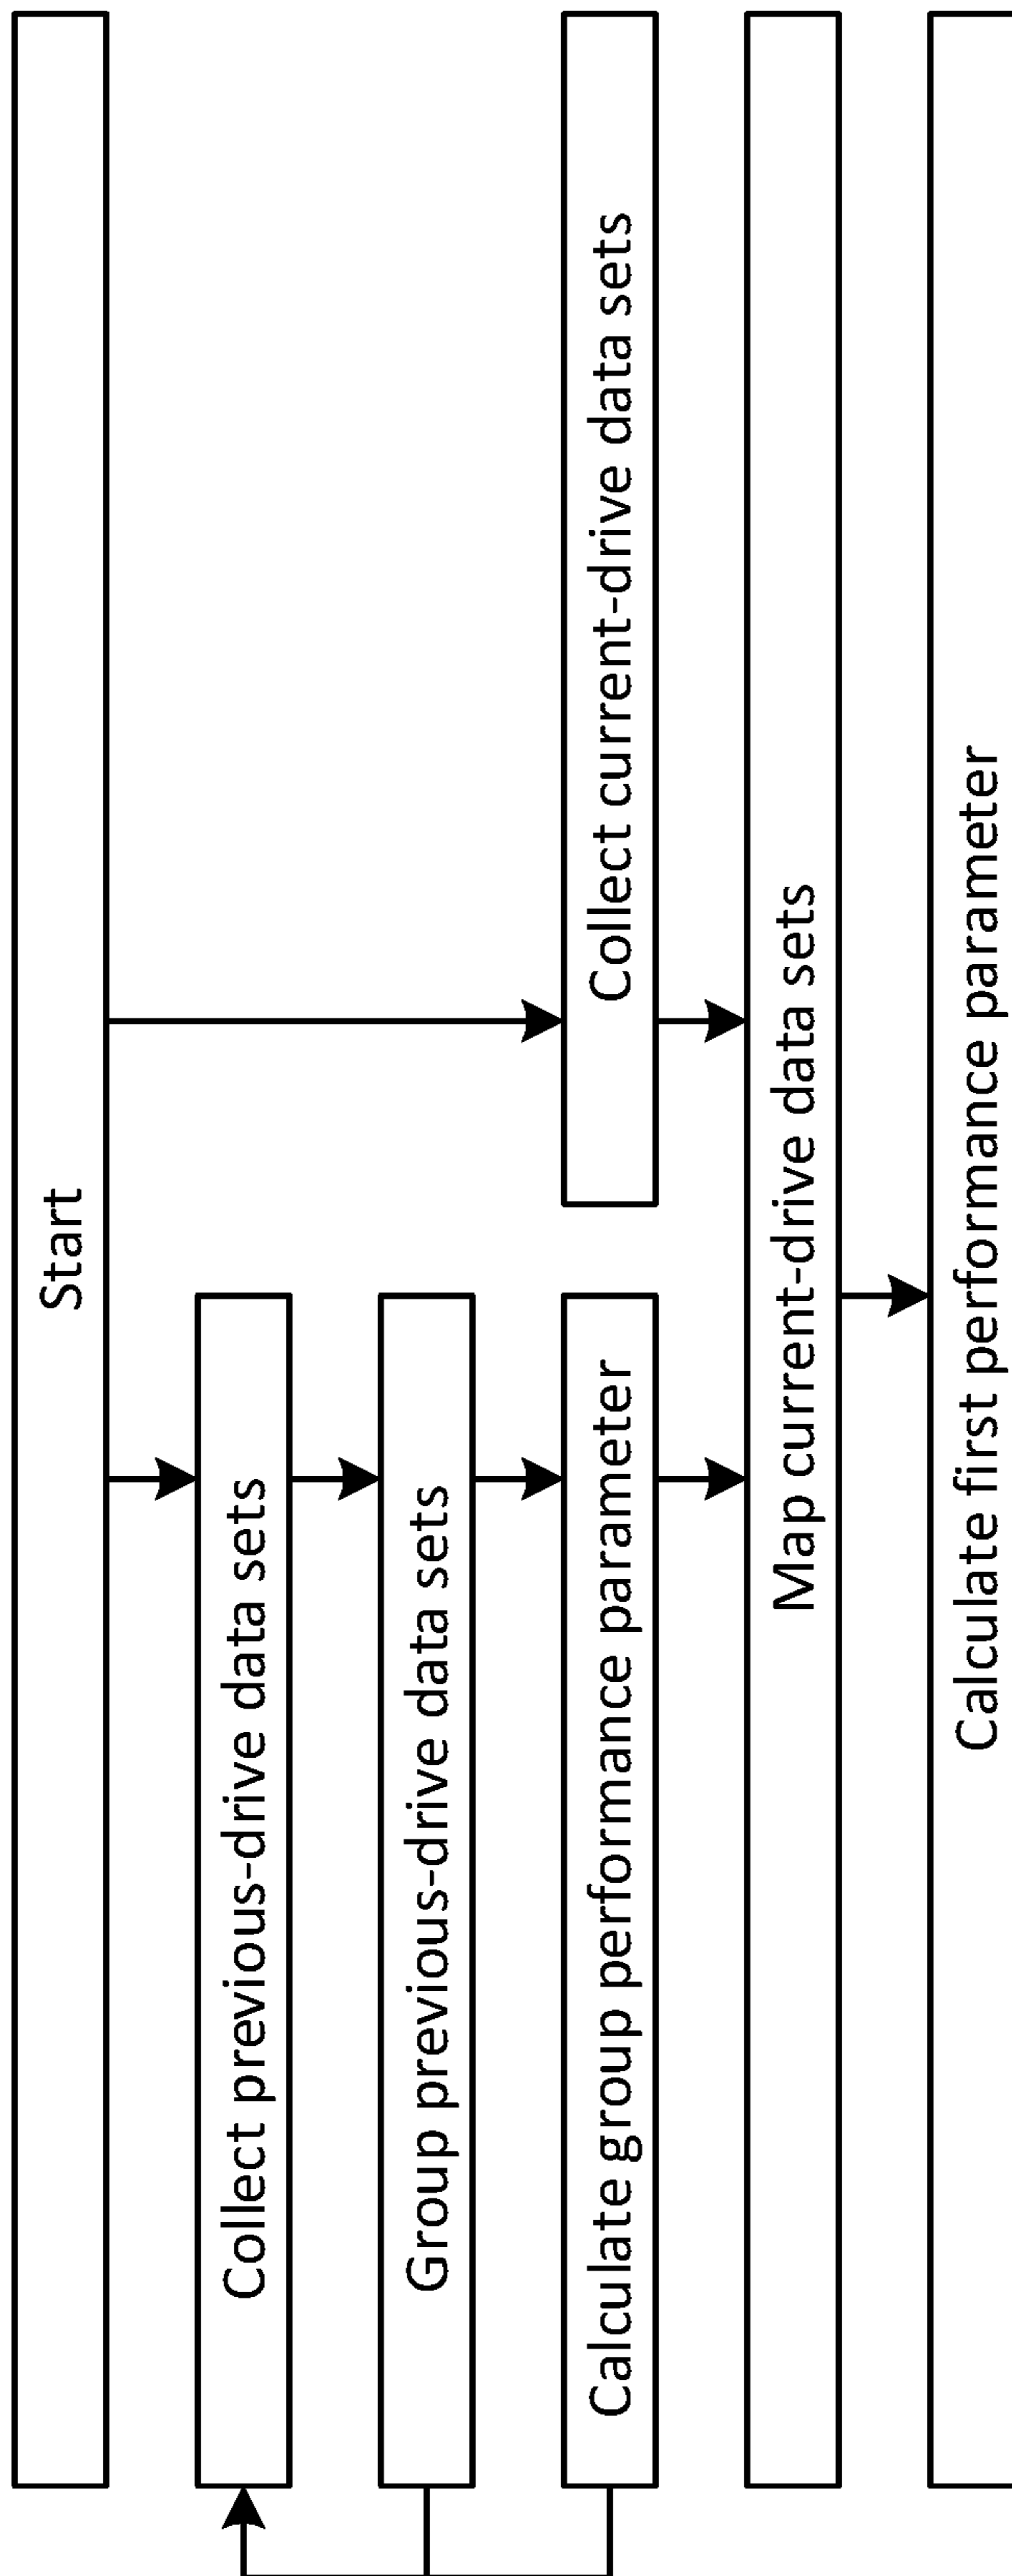 Start
Collect previous-drive data sets
Group previous-drive data sets
Calculate group performance parameter
Collect current-drive data sets
Map current-drive data sets
Calculate first performance parameter